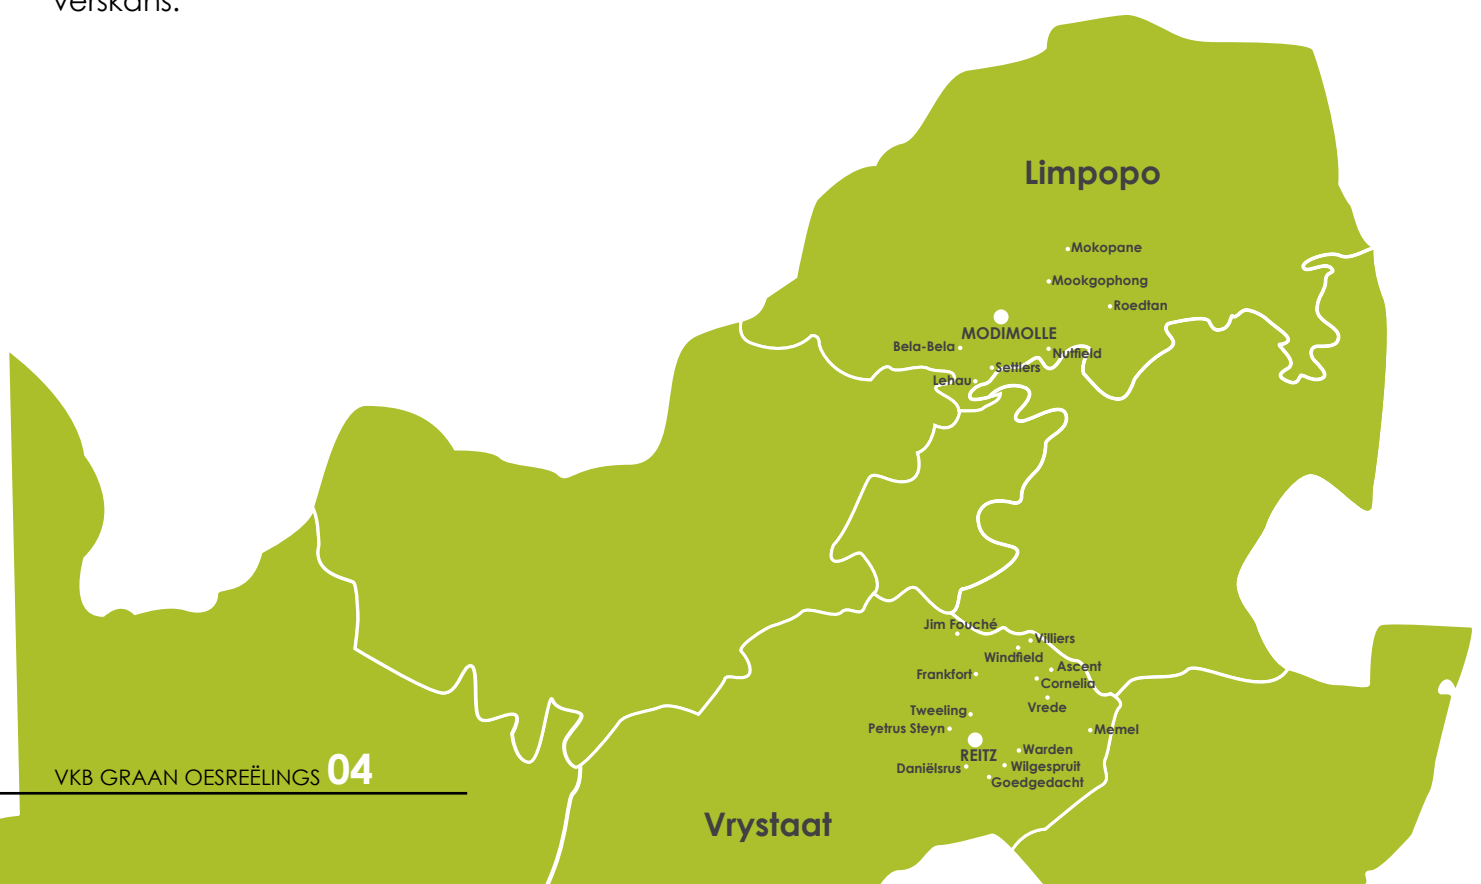 verskaf.
Limpopo
Mokopane
Mookgophong
Roedtan
MODIMOLLE
Bela-Bela
Nutfield
Settlers
Lehau
Jim Fouché
Villiers
Windfield
Ascent
Frankfort
Cornelia
Vrede
Tweeling
Petrus Steyn
Memel
Warden
REITZ
Wilgespruit
Daniëlsrus
Goedgedacht
VKB GRAAN OESREËLINGS 04
Vrystaat